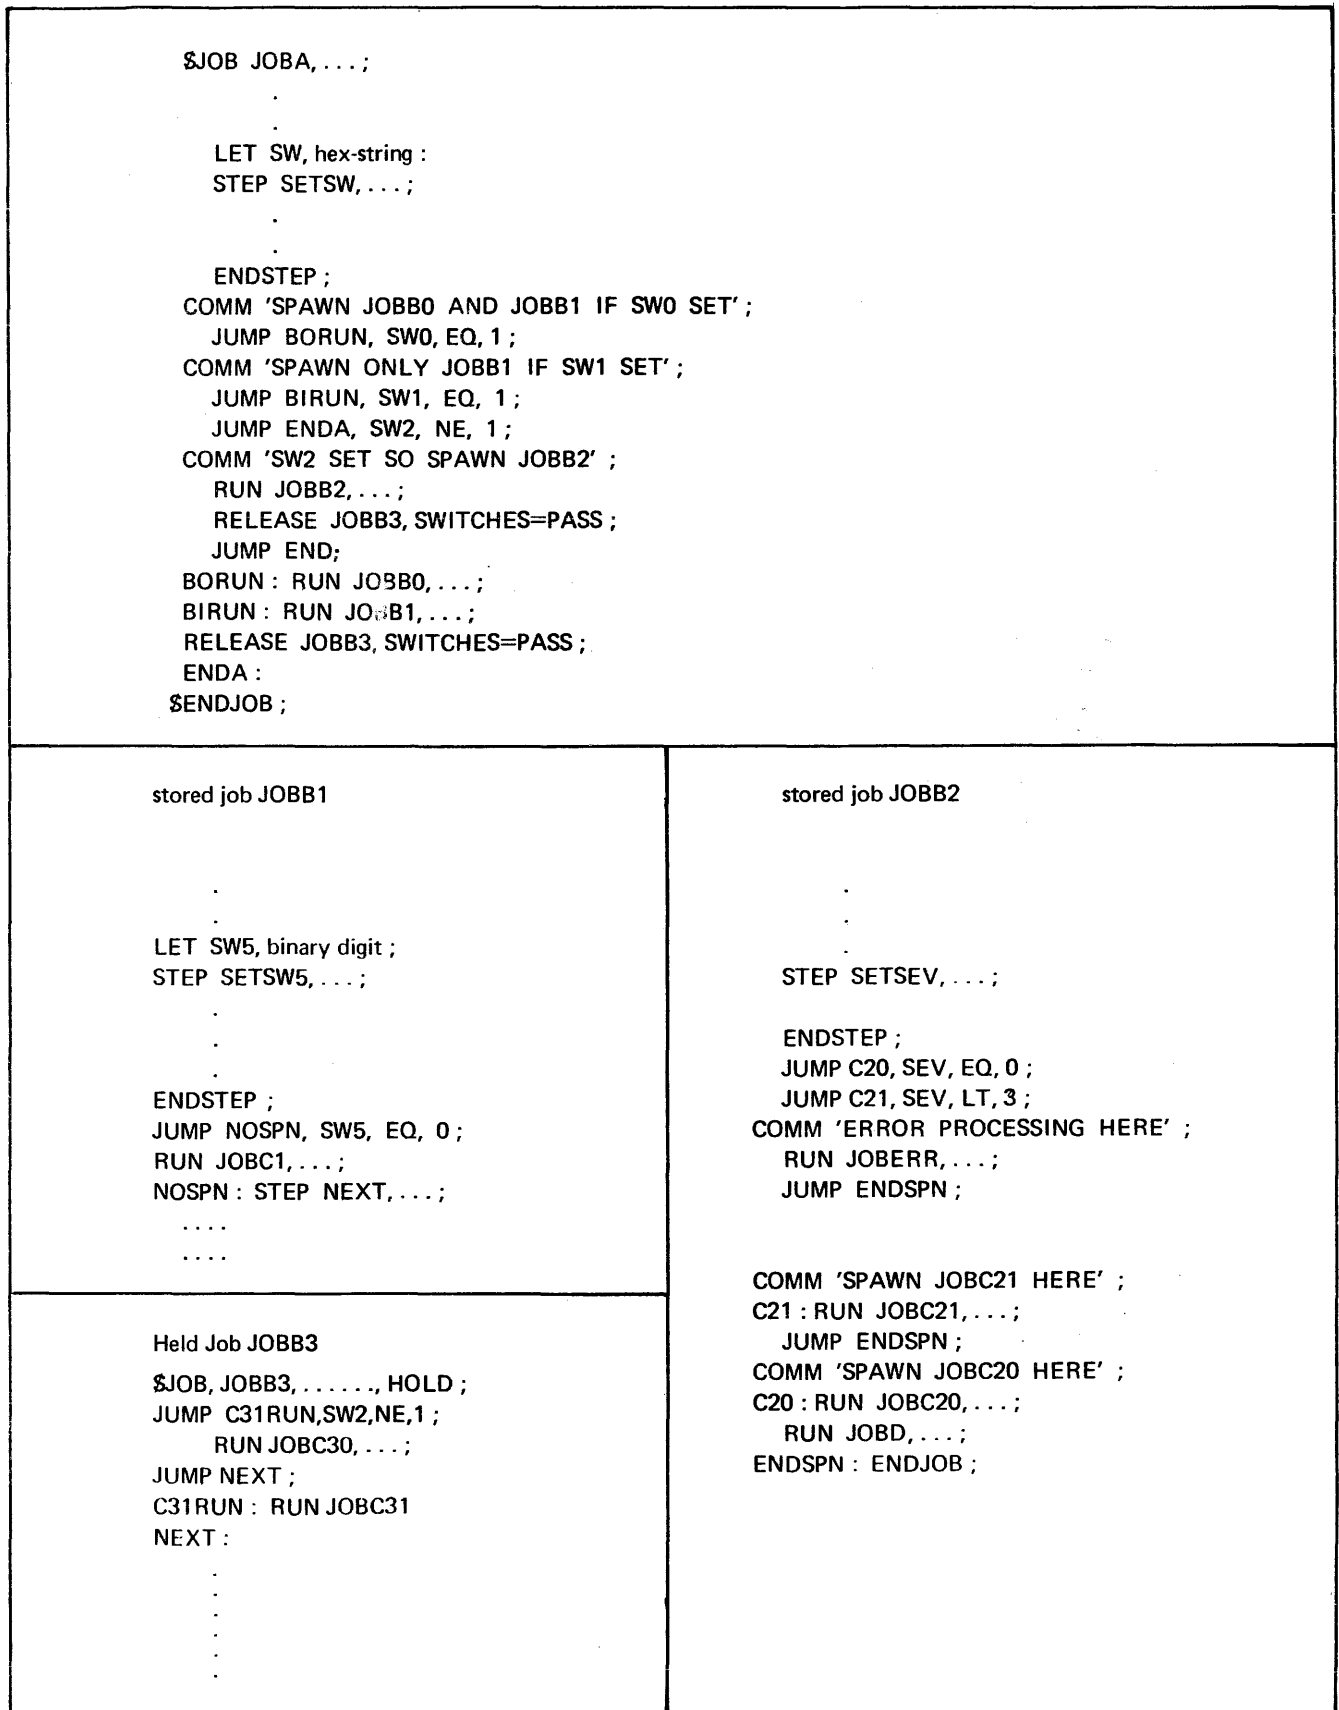 $JOB JOBA, . . . ;
.
.
LET SW, hex-string :
STEP SETSW, . . . ;
.
.
ENDSTEP ;
COMM 'SPAWN JOBB0 AND JOBB1 IF SW0 SET' ;
JUMP BORUN, SW0, EQ, 1 ;
COMM 'SPAWN ONLY JOBB1 IF SW1 SET' ;
JUMP BIRUN, SW1, EQ, 1 ;
JUMP ENDA, SW2, NE, 1 ;
COMM 'SW2 SET SO SPAWN JOBB2' ;
RUN JOBB2, . . . ;
RELEASE JOBB3, SWITCHES=PASS ;
JUMP END;
BORUN : RUN JOBB0, . . . ;
BIRUN : RUN JOBB1, . . . ;
RELEASE JOBB3, SWITCHES=PASS ;
ENDA :
$ENDJOB ;
stored job JOBB1
.
.
LET SW5, binary digit ;
STEP SETSW5, . . . ;
.
.
.
ENDSTEP ;
JUMP NOSPN, SW5, EQ, 0 ;
RUN JOBC1, . . . ;
NOSPN : STEP NEXT, . . . ;
. . . .
. . . .
Held Job JOBB3
$JOB, JOBB3, . . . . . ., HOLD ;
JUMP C31RUN,SW2,NE,1 ;
RUN JOBC30, . . . ;
JUMP NEXT ;
C31RUN : RUN JOBC31
NEXT :
.
.
.
.
.
.
stored job JOBB2
.
.
.
STEP SETSEV, . . . ;
ENDSTEP ;
JUMP C20, SEV, EQ, 0 ;
JUMP C21, SEV, LT, 3 ;
COMM 'ERROR PROCESSING HERE' ;
RUN JOBERR, . . . ;
JUMP ENDSPN ;
COMM 'SPAWN JOBC21 HERE' ;
C21 : RUN JOBC21, . . . ;
JUMP ENDSPN ;
COMM 'SPAWN JOBC20 HERE' ;
C20 : RUN JOBC20, . . . ;
RUN JOBD, . . . ;
ENDSPN : ENDJOB ;